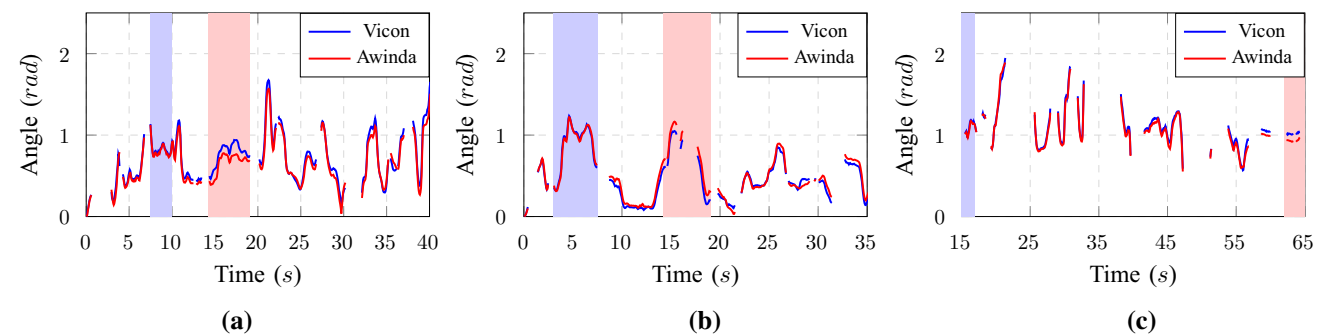 Vicon
Awinda
Angle (rad)
2
1
0
0 5 10 15 20 25 30 35 40
Time (s)
(a)
Vicon
Awinda
Angle (rad)
2
1
0
0 5 10 15 20 25 30 35
Time (s)
(b)
Vicon
Awinda
Angle (rad)
2
1
0
15 25 35 45 55 65
Time (s)
(c)